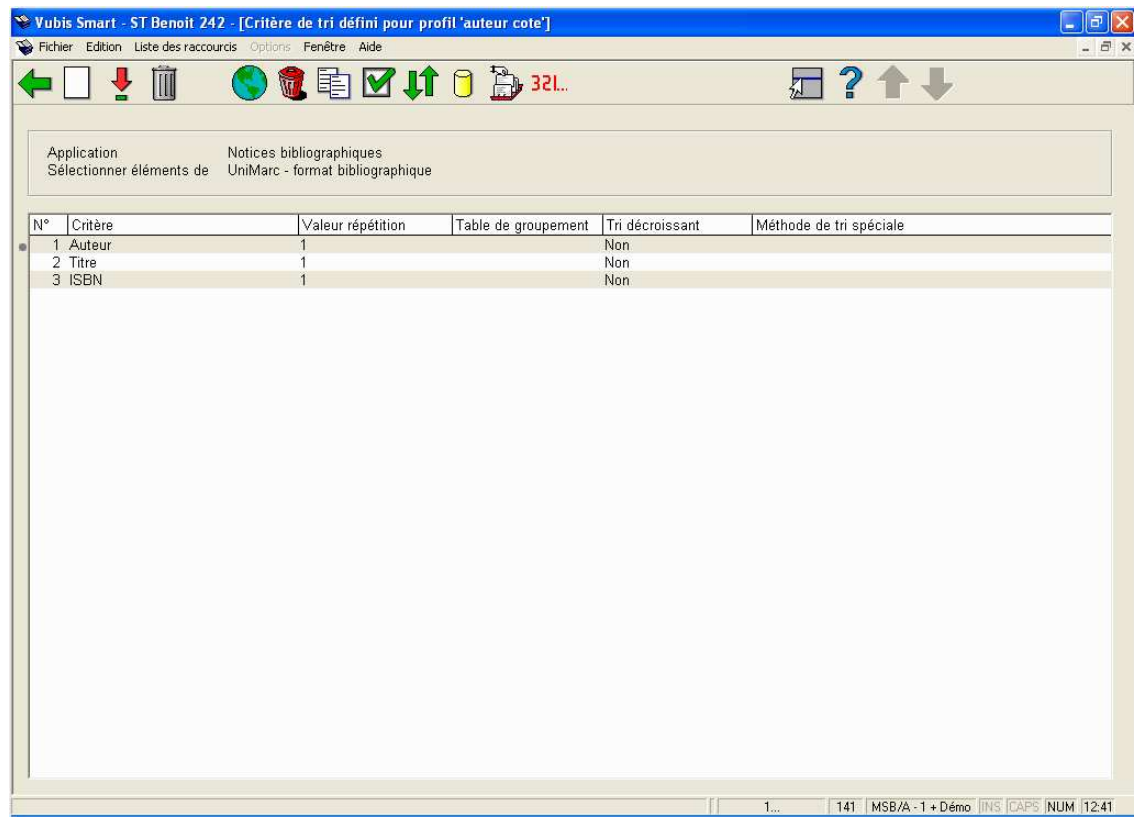 Vubis Smart - ST Benoit 242 - [Critère de tri défini pour profil 'auteur cote']
Fichier Edition Liste des raccourcis Options Fenêtre Aide
321...
Application Notices bibliographiques
Sélectionner éléments de UniMarc - format bibliographique
N° Critère Valeur répétition Table de groupement Tri décroissant Méthode de tri spéciale
1 Auteur 1 Non
2 Titre 1 Non
3 ISBN 1 Non
1... 141 MSB/A - 1 + Démo INS CAPS NUM 12:41